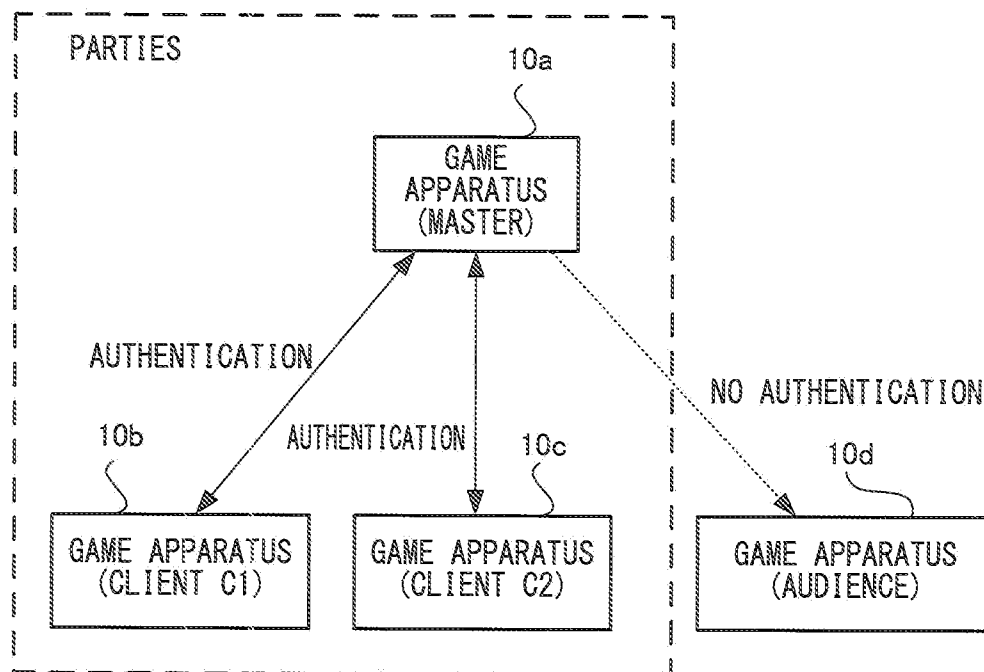 PARTIES
10a
GAME
APPARATUS
(MASTER)
AUTHENTICATION
NO AUTHENTICATION
AUTHENTICATION
10b
10c
10d
GAME APPARATUS
(CLIENT C1)
GAME APPARATUS
(CLIENT C2)
GAME APPARATUS
(AUDIENCE)